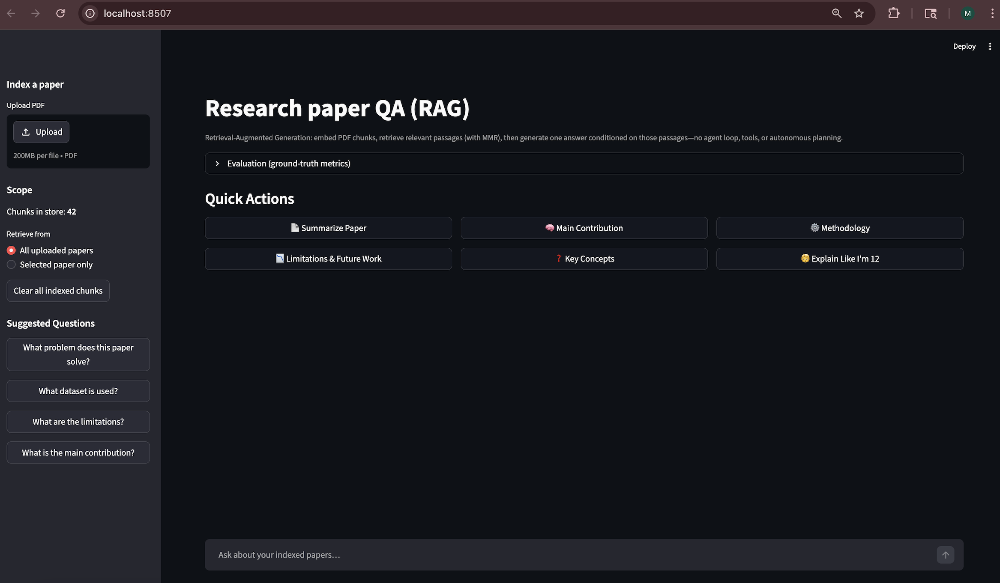 localhost:8507
M
Deploy
Index a paper
Upload PDF
Upload
200MB per file • PDF
Scope
Chunks in store: 42
Retrieve from
All uploaded papers
Selected paper only
Clear all indexed chunks
Suggested Questions
What problem does this paper
solve?
What dataset is used?
What are the limitations?
What is the main contribution?
Research paper QA (RAG)
Retrieval-Augmented Generation: embed PDF chunks, retrieve relevant passages (with MMR), then generate one answer conditioned on those passages—no agent loop, tools, or autonomous planning.
Evaluation (ground-truth metrics)
Quick Actions
📄 Summarize Paper
🧠 Main Contribution
⚙️ Methodology
📉 Limitations & Future Work
❓ Key Concepts
🧒 Explain Like I'm 12
Ask about your indexed papers…